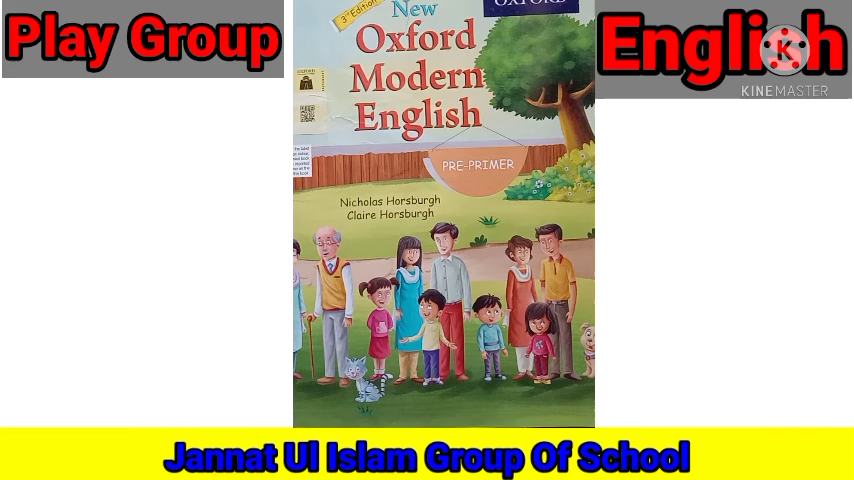 Play Group
English
KINEMASTER
3rd Edition
OXFORD
New
Oxford
Modern
English
PRE-PRIMER
Nicholas Horsburgh
Claire Horsburgh
Jannat Ul Islam Group Of School